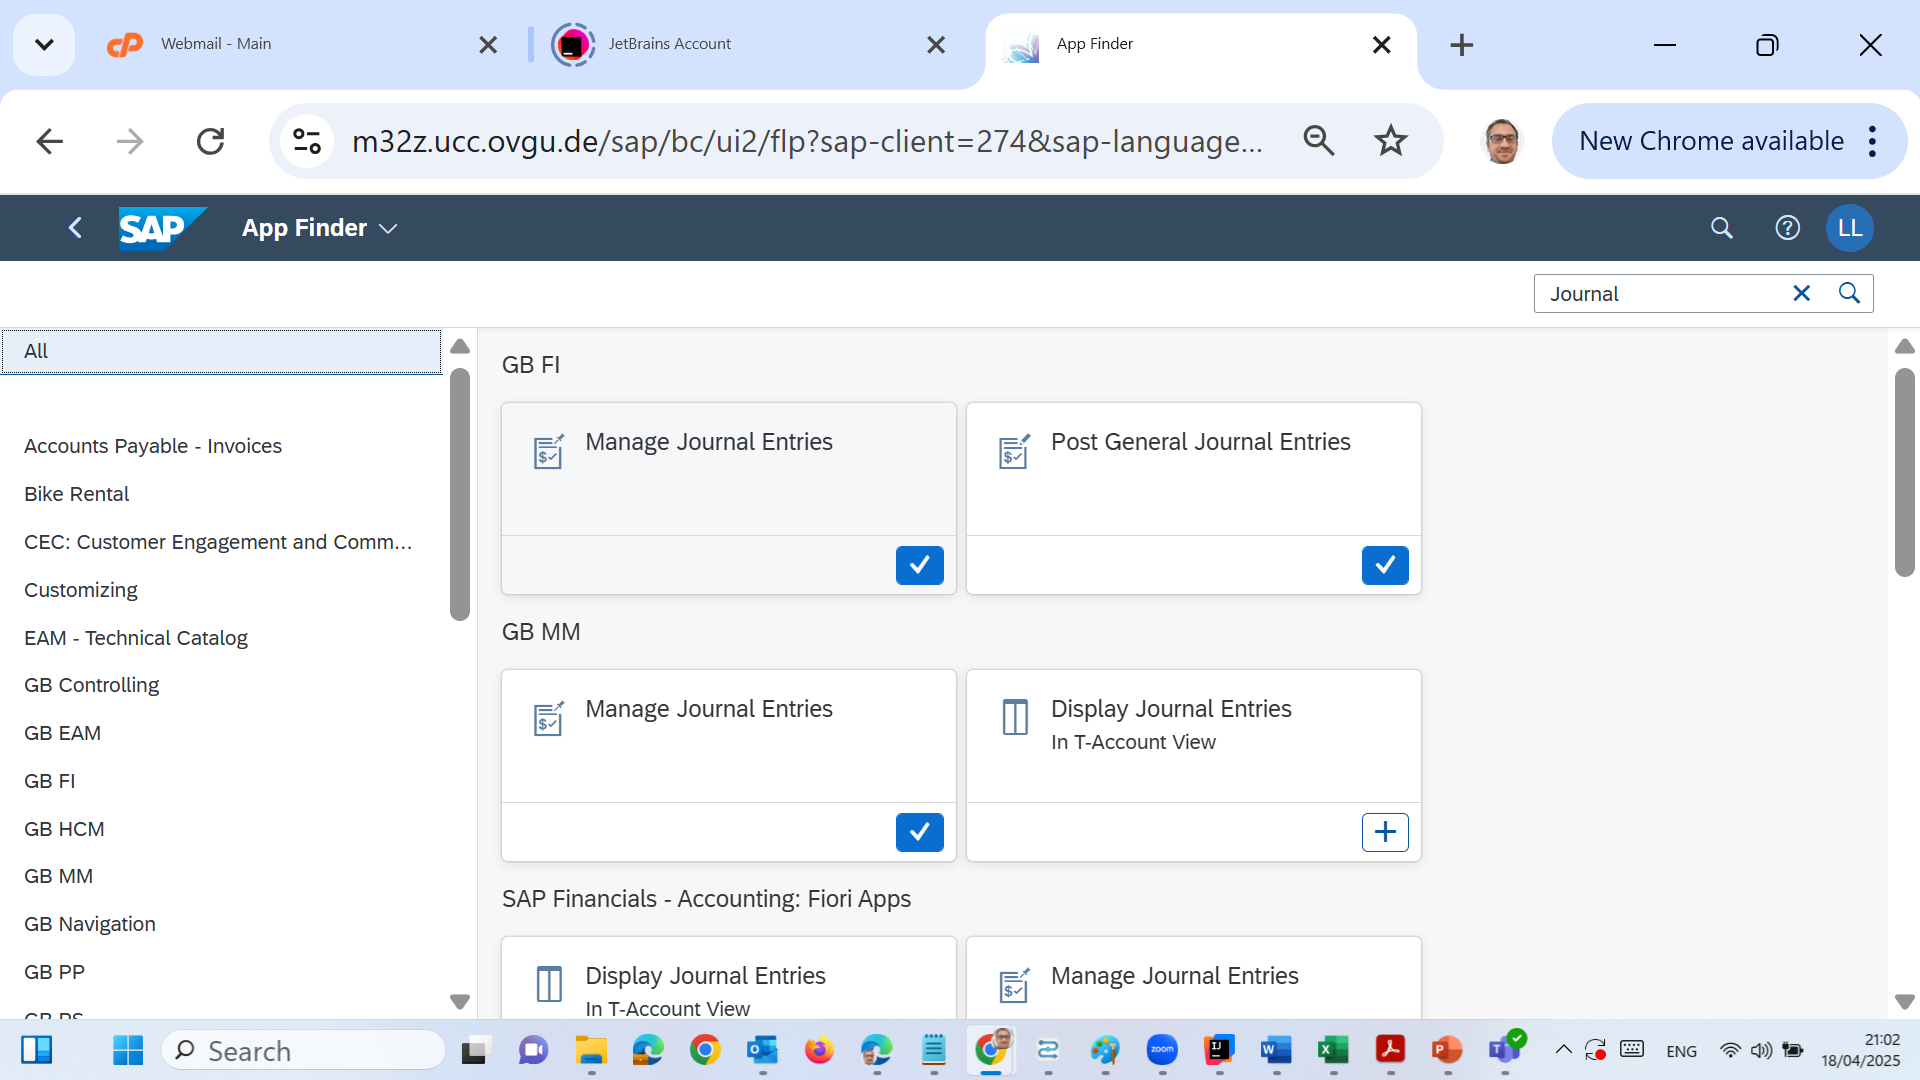 Webmail - Main
JetBrains Account
App Finder
m32z.ucc.ovgu.de/sap/bc/ui2/flp?sap-client=274&sap-language...
New Chrome available
SAP
App Finder
LL
Journal
All
Accounts Payable - Invoices
Bike Rental
CEC: Customer Engagement and Comm...
Customizing
EAM - Technical Catalog
GB Controlling
GB EAM
GB FI
GB HCM
GB MM
GB Navigation
GB PP
GB PS
GB FI
Manage Journal Entries
Post General Journal Entries
GB MM
Manage Journal Entries
Display Journal Entries
In T-Account View
SAP Financials - Accounting: Fiori Apps
Display Journal Entries
In T-Account View
Manage Journal Entries
Search
zoom
ENG
21:02
18/04/2025